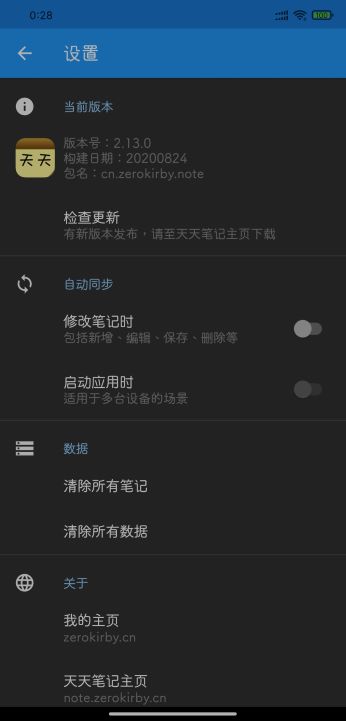 0:28
100
设置
当前版本
天天
版本号：2.13.0
构建日期：20200824
包名：cn.zerokirby.note
检查更新
有新版本发布，请至天天笔记主页下载
自动同步
修改笔记时
包括新增、编辑、保存、删除等
启动应用时
适用于多台设备的场景
数据
清除所有笔记
清除所有数据
关于
我的主页
zerokirby.cn
天天笔记主页
note.zerokirby.cn